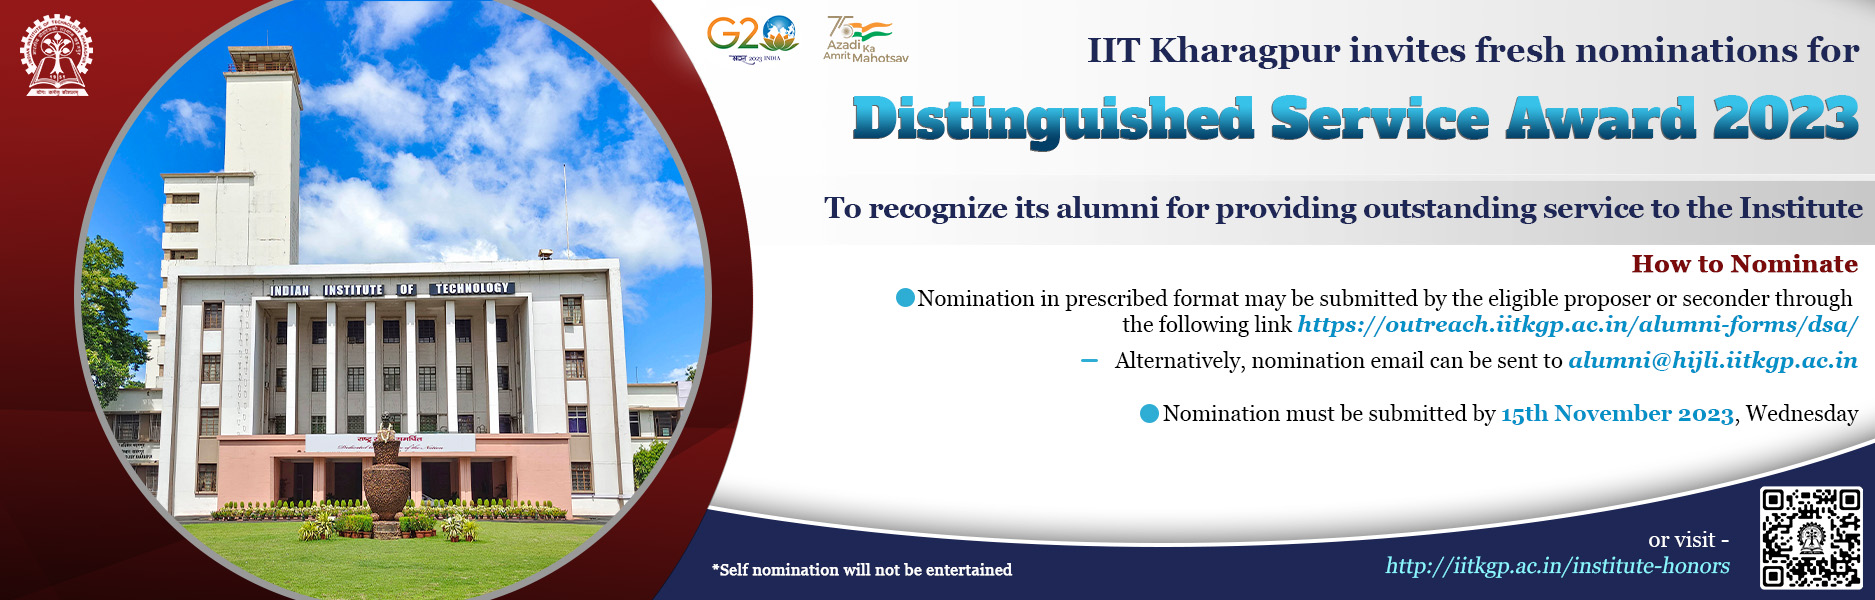 G20
भारत 2023 INDIA
75
Azadi Ka
Amrit Mahotsav
IIT Kharagpur invites fresh nominations for
Distinguished Service Award 2023
To recognize its alumni for providing outstanding service to the Institute
How to Nominate
Nomination in prescribed format may be submitted by the eligible proposer or seconder through
the following link https://outreach.iitkgp.ac.in/alumni-forms/dsa/
– Alternatively, nomination email can be sent to alumni@hijli.iitkgp.ac.in
Nomination must be submitted by 15th November 2023, Wednesday
or visit -
http://iitkgp.ac.in/institute-honors
*Self nomination will not be entertained
INDIAN INSTITUTE OF TECHNOLOGY
1951